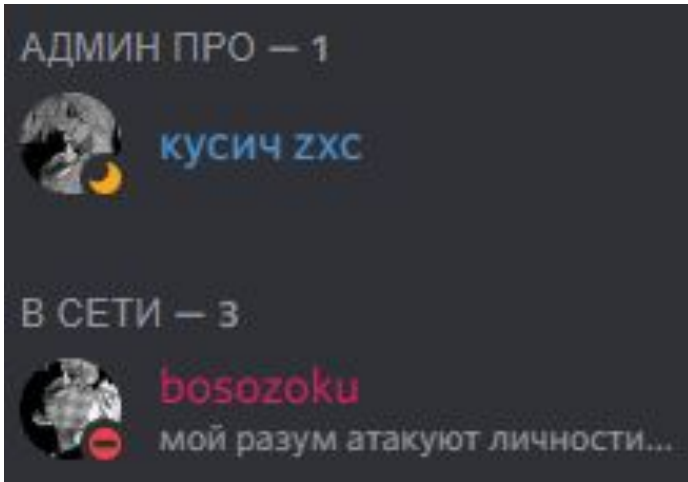 АДМИН ПРО — 1
кусич zxc
В СЕТИ — 3
bosozoku
мой разум атакуют личности...